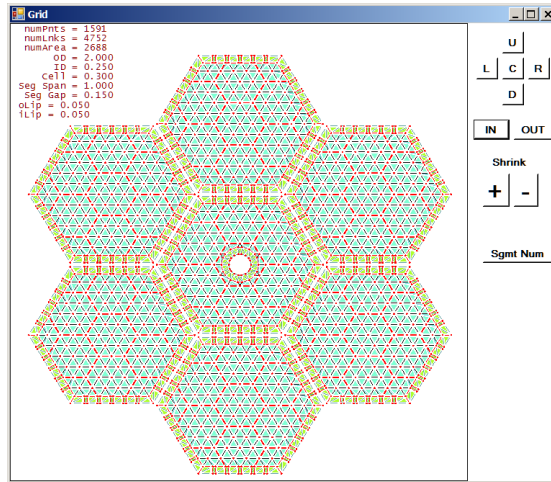 Grid
numPnts = 1591
numLnks = 4752
numArea = 2688
OD = 2.000
ID = 0.250
Cell = 0.300
Seg Span = 1.000
Seg Gap = 0.150
oLip = 0.050
iLip = 0.050
U
L C R
D
IN OUT
Shrink
+ -
Sgmt Num